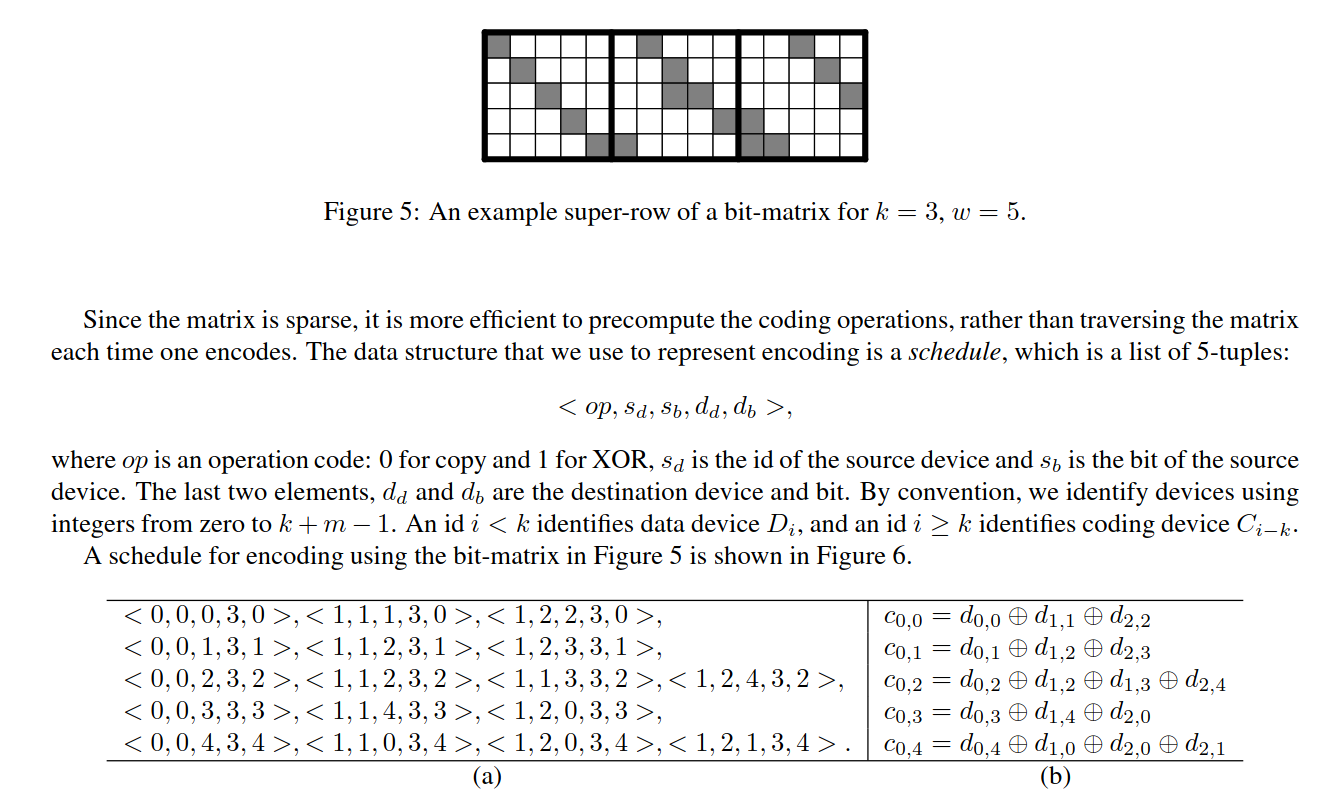 Figure 5: An example super-row of a bit-matrix for k = 3, w = 5.
Since the matrix is sparse, it is more efficient to precompute the coding operations, rather than traversing the matrix
each time one encodes. The data structure that we use to represent encoding is a schedule, which is a list of 5-tuples:
< op, s_d, s_b, d_d, d_b >,
where op is an operation code: 0 for copy and 1 for XOR, s_d is the id of the source device and s_b is the bit of the source
device. The last two elements, d_d and d_b are the destination device and bit. By convention, we identify devices using
integers from zero to k + m − 1. An id i < k identifies data device D_i, and an id i ≥ k identifies coding device C_{i−k}.
A schedule for encoding using the bit-matrix in Figure 5 is shown in Figure 6.
< 0, 0, 0, 3, 0 >, < 1, 1, 1, 3, 0 >, < 1, 2, 2, 3, 0 >, c_{0,0} = d_{0,0} ⊕ d_{1,1} ⊕ d_{2,2}
< 0, 0, 1, 3, 1 >, < 1, 1, 2, 3, 1 >, < 1, 2, 3, 3, 1 >, c_{0,1} = d_{0,1} ⊕ d_{1,2} ⊕ d_{2,3}
< 0, 0, 2, 3, 2 >, < 1, 1, 2, 3, 2 >, < 1, 1, 3, 3, 2 >, < 1, 2, 4, 3, 2 >, c_{0,2} = d_{0,2} ⊕ d_{1,2} ⊕ d_{1,3} ⊕ d_{2,4}
< 0, 0, 3, 3, 3 >, < 1, 1, 4, 3, 3 >, < 1, 2, 0, 3, 3 >, c_{0,3} = d_{0,3} ⊕ d_{1,4} ⊕ d_{2,0}
< 0, 0, 4, 3, 4 >, < 1, 1, 0, 3, 4 >, < 1, 2, 0, 3, 4 >, < 1, 2, 1, 3, 4 > . c_{0,4} = d_{0,4} ⊕ d_{1,0} ⊕ d_{2,0} ⊕ d_{2,1}
(a) (b)